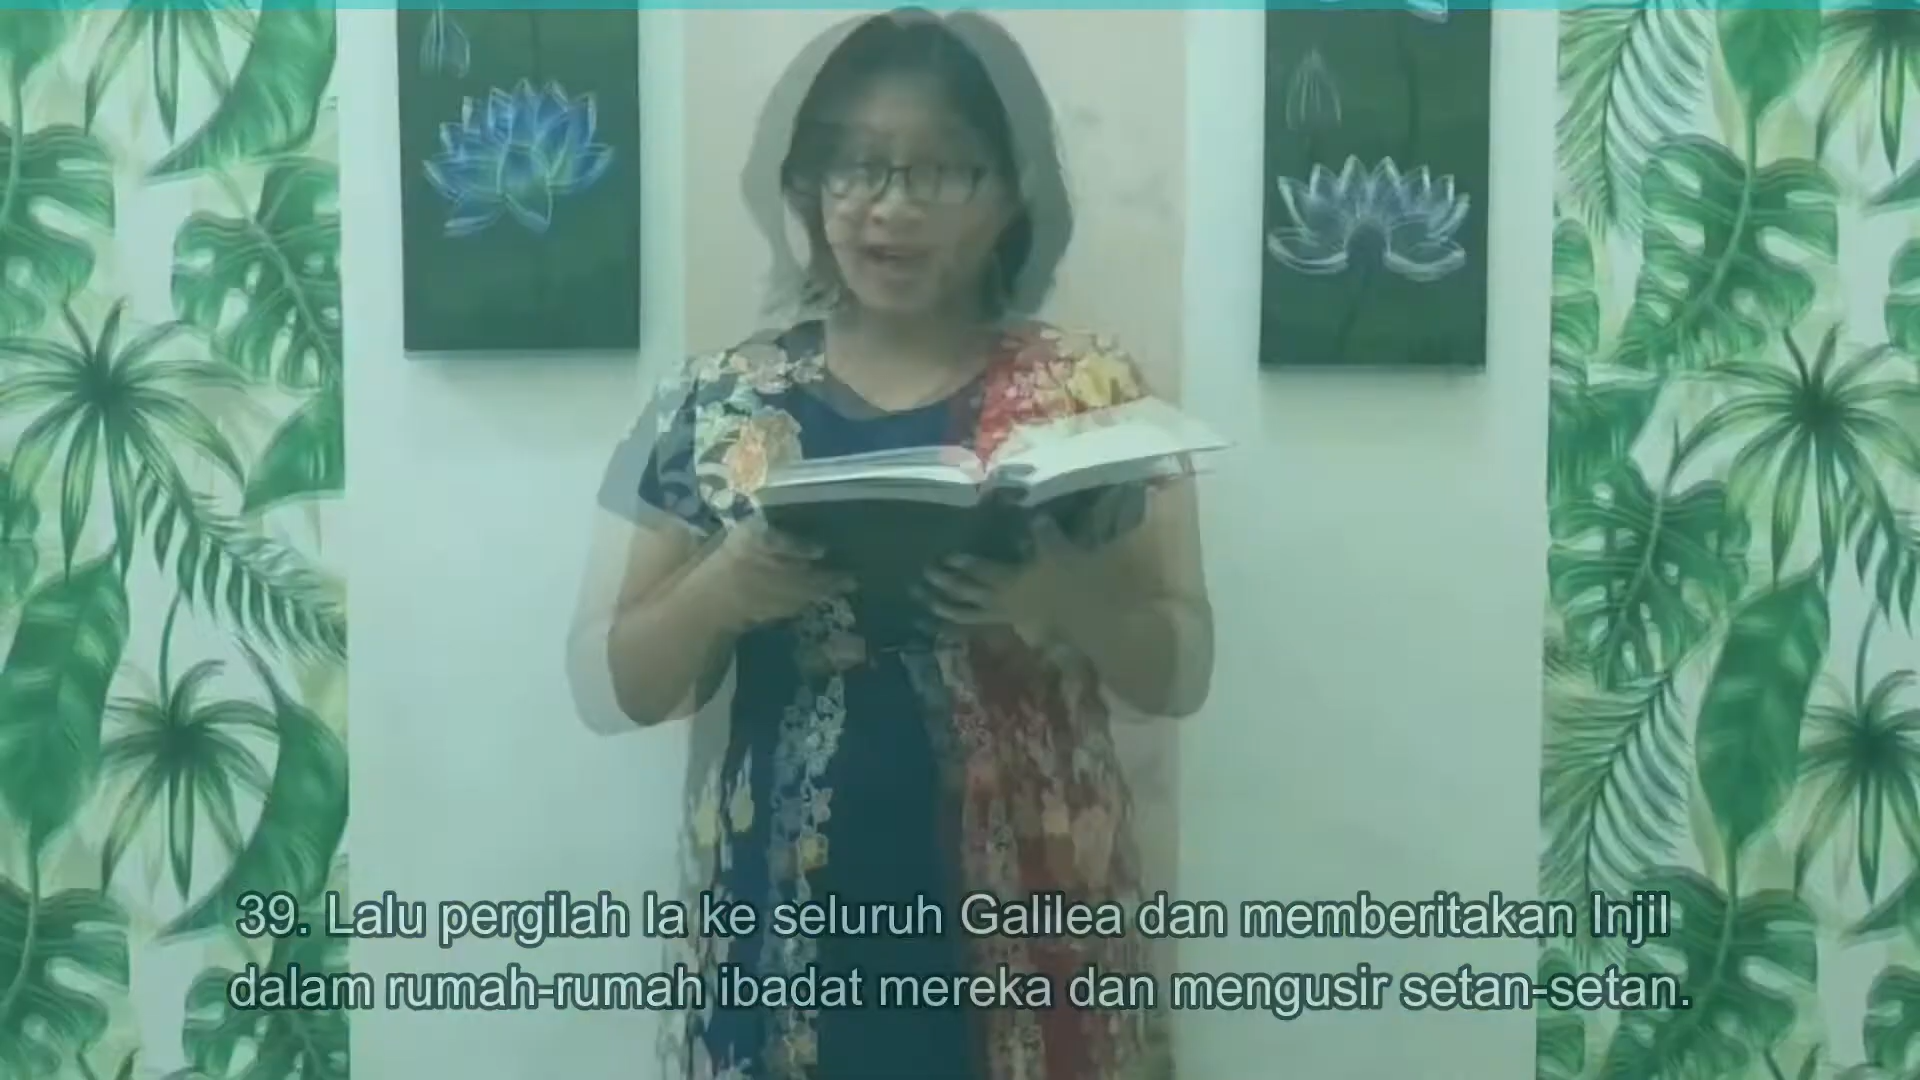 39. Lalu pergilah Ia ke seluruh Galilea dan memberitakan Injil
dalam rumah-rumah ibadat mereka dan mengusir setan-setan.